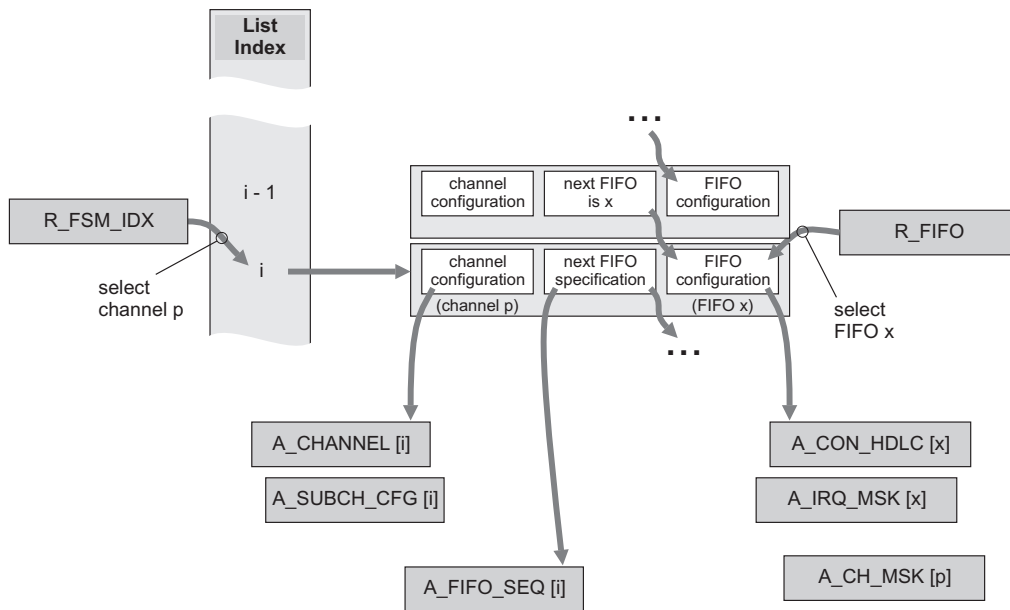 List
Index
...
i - 1
channel
configuration
next FIFO
is x
FIFO
configuration
R_FSM_IDX
R_FIFO
i
channel
configuration
next FIFO
specification
FIFO
configuration
(channel p)
(FIFO x)
select
channel p
select
FIFO x
...
A_CHANNEL [i]
A_CON_HDLC [x]
A_SUBCH_CFG [i]
A_IRQ_MSK [x]
A_FIFO_SEQ [i]
A_CH_MSK [p]